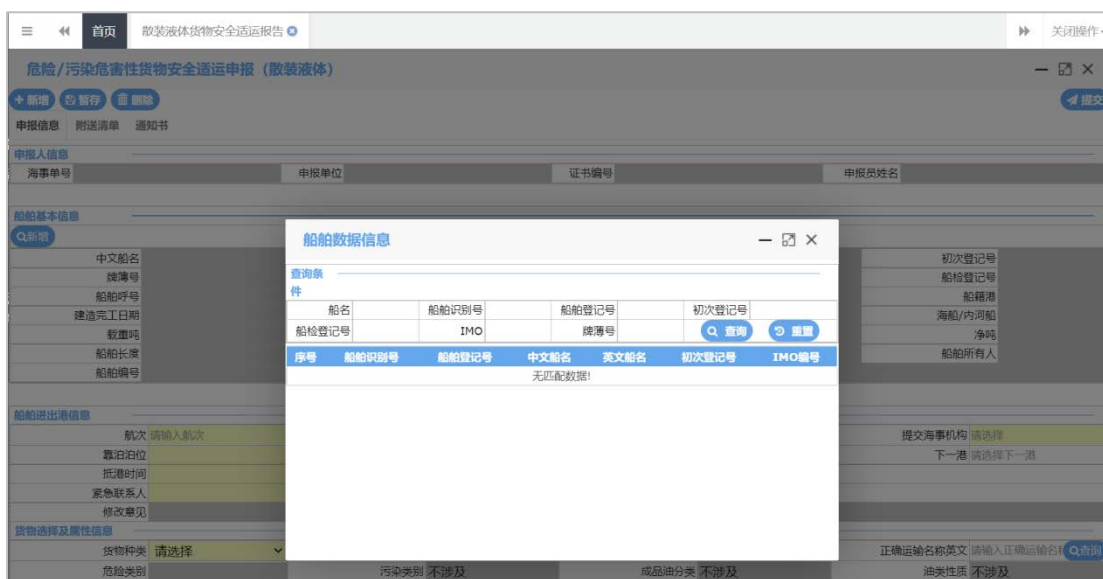 首页 散装液体货物安全适运报告 关闭操作
危险/污染危害性货物安全适运申报（散装液体）
+新增 暂存 删除 提交
申报信息 附送清单 通知书
申报人信息
海事单号 申报单位 证书编号 申报员姓名
船舶基本信息
新增
中文船名 初次登记号
牌簿号 船检登记号
船舶呼号 船籍港
建造完工日期 海船/内河船
载重吨 净吨
船舶长度 船舶所有人
船舶编号
船舶数据信息
查询条
件
船名 船舶识别号 船舶登记号 初次登记号
船检登记号 IMO 牌簿号 查询 重置
序号 船舶识别号 船舶登记号 中文船名 英文船名 初次登记号 IMO编号
无匹配数据!
船舶进出港信息
航次 请输入航次 提交海事机构 请选择
靠泊泊位 下一港 请选择下一港
抵港时间
紧急联系人
修改意见
货物选择及属性信息
货物种类 请选择 正确运输名称英文 请输入正确运输名称 查询
危险类别 污染类别 不涉及 成品油分类 不涉及 油类性质 不涉及